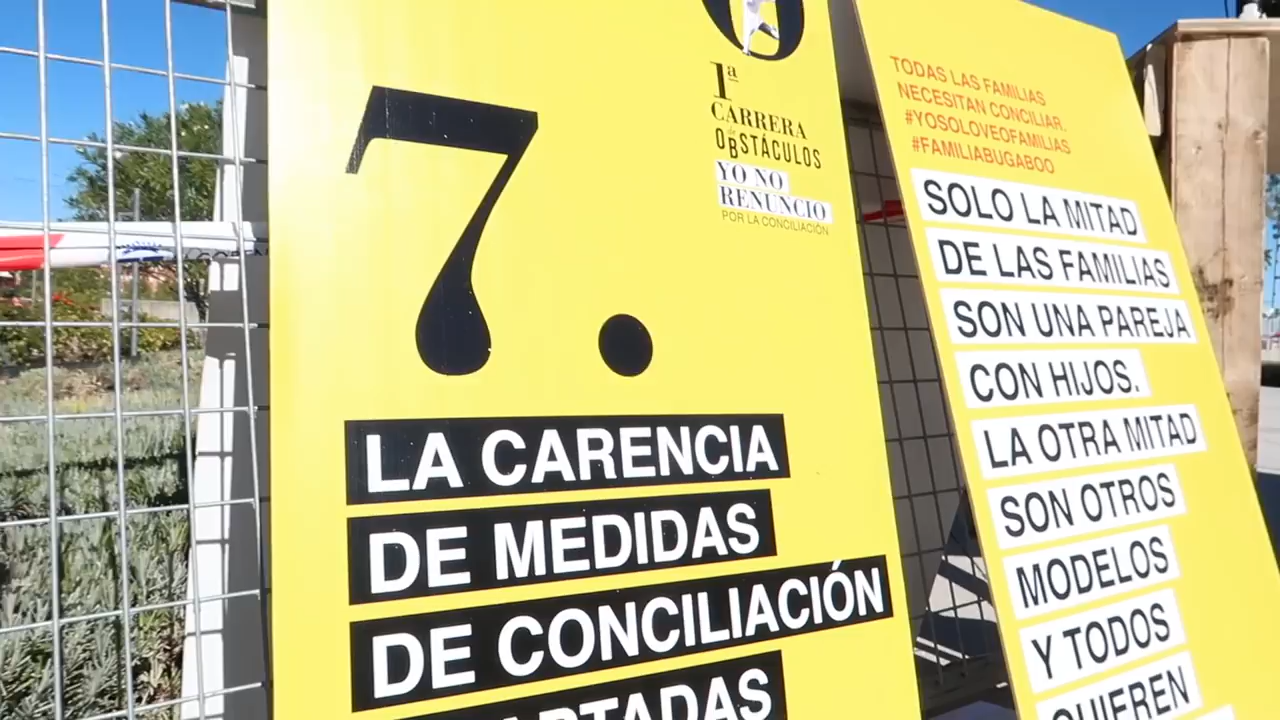 7.
1ª
CARRERA
de
OBSTÁCULOS
YO NO
RENUNCIO
POR LA CONCILIACIÓN
LA CARENCIA
DE MEDIDAS
DE CONCILIACIÓN
TODAS LAS FAMILIAS
NECESITAN CONCILIAR.
#YOSOLOVEOFAMILIAS
#FAMILIABUGABOO
SOLO LA MITAD
DE LAS FAMILIAS
SON UNA PAREJA
CON HIJOS.
LA OTRA MITAD
SON OTROS
MODELOS
Y TODOS
QUIEREN